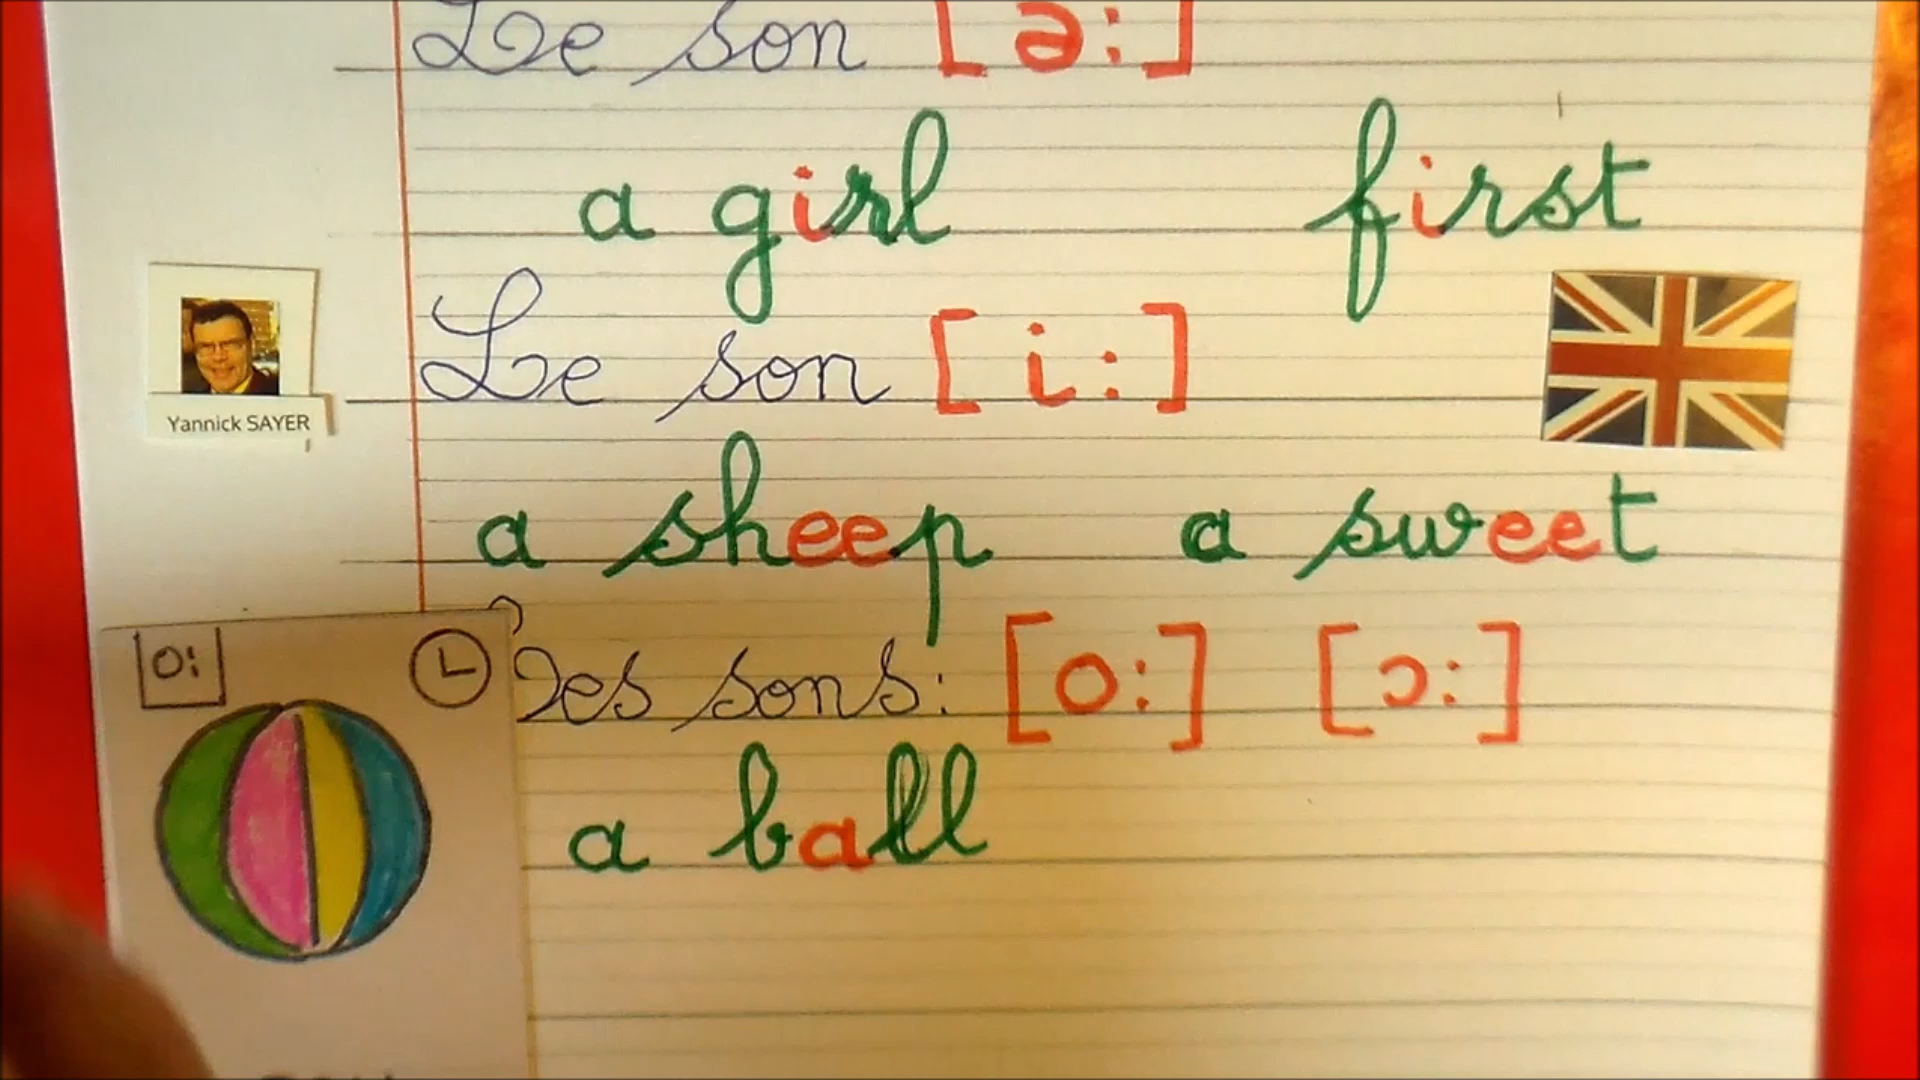 Le son [ə:]
a girl first
Le son [i:]
Yannick SAYER
a sheep a sweet
o:
Les sons: [o:] [ɔ:]
a ball